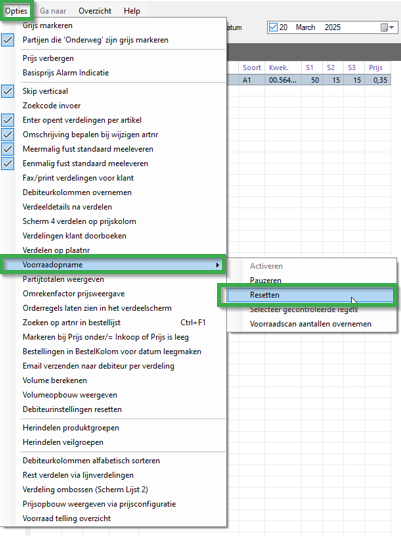 Opties Ga naar Overzicht Help
Grijs markeren
atum 20 March 2025
Partijen die 'Onderweg' zijn grijs markeren
Prijs verbergen
Soort Kwek. S1 S2 S3 Prijs
Basisprijs Alarm Indicatie
A1 00.564... 50 15 15 0,35
Skip verticaal
Zoekcode invoer
Enter opent verdelingen per artikel
Omschrijving bepalen bij wijzigen artnr
Meermalig fust standaard meeleveren
Eenmalig fust standaard meeleveren
Fax/print verdelingen voor klant
Debiteurkolommen overnemen
Verdeeldetails na verdelen
Scherm 4 verdelen op prijskolom
Verdelingen klant doorboeken
Verdelen op plaatnr
Voorraadopname
Activeren
Pauzeren
Resetten
Selecteer gecontroleerde regels
Voorraadscan aantallen overnemen
Partijtotalen weergeven
Omrekenfactor prijsweergave
Orderregels laten zien in het verdeelscherm
Zoeken op artnr in bestellijst Ctrl+F1
Markeren bij Prijs onder/= Inkoop of Prijs is leeg
Bestellingen in BestelKolom voor datum leegmaken
Email verzenden naar debiteur per verdeling
Volume berekenen
Volumeopbouw weergeven
Debiteurinstellingen resetten
Herindelen produktgroepen
Herindelen veilgroepen
Debiteurkolommen alfabetisch sorteren
Rest verdelen via lijnverdelingen
Verdeling ombossen (Scherm Lijst 2)
Prijsopbouw weergeven via prijsconfiguratie
Voorraad telling overzicht